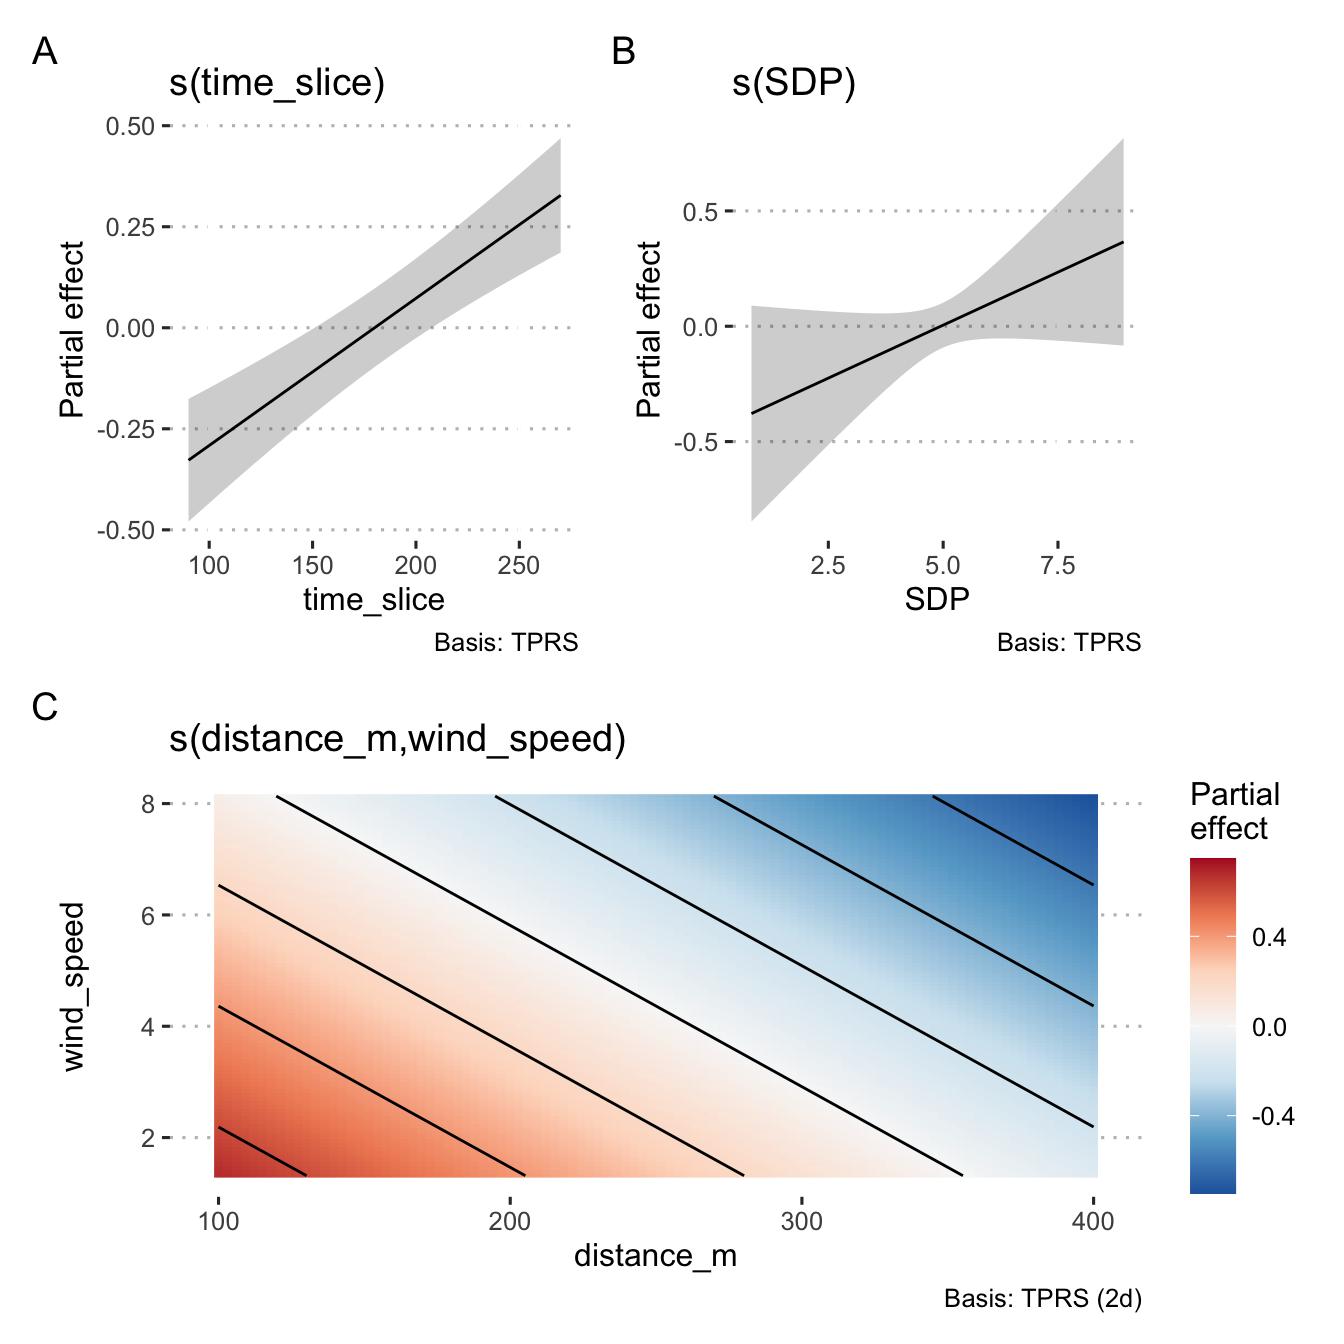 A
s(time_slice)
Partial effect
0.50
0.25
0.00
-0.25
-0.50
100 150 200 250
time_slice
Basis: TPRS
B
s(SDP)
Partial effect
0.5
0.0
-0.5
2.5 5.0 7.5
SDP
Basis: TPRS
C
s(distance_m,wind_speed)
wind_speed
8
6
4
2
100 200 300 400
distance_m
Basis: TPRS (2d)
Partial
effect
0.4
0.0
-0.4